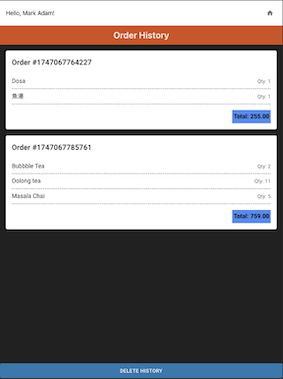 Hello, Mark Adam!
Order History
Order #1747067764227
Dosa Qty: 1
魚湯 Qty: 1
Total: 255.00
Order #1747067785761
Bubbble Tea Qty: 2
Oolong tea Qty: 11
Masala Chai Qty: 5
Total: 759.00
DELETE HISTORY